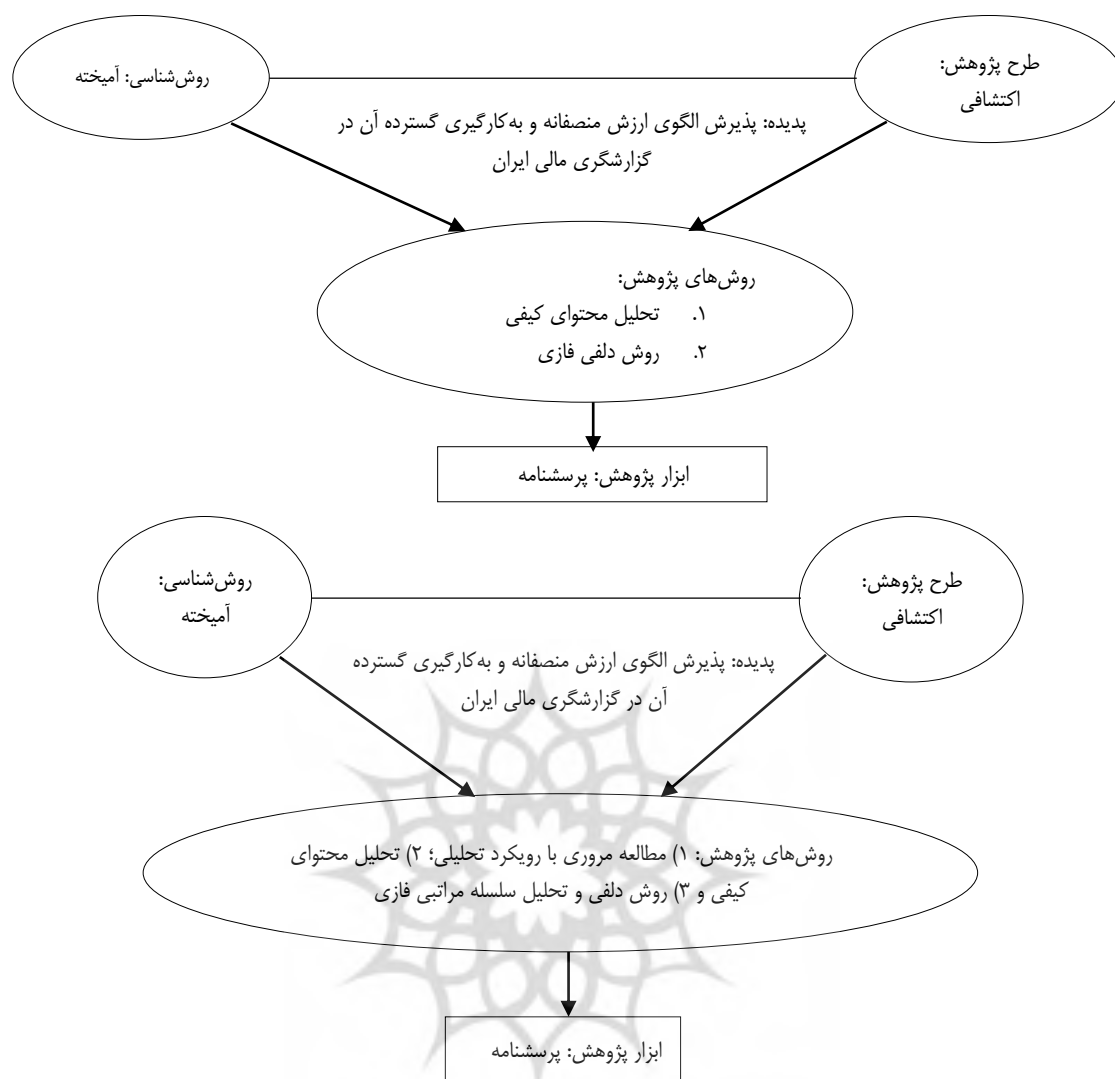 طرح پژوهش:
اکتشافی
روش‌شناسی: آمیخته
پدیده: پذیرش الگوی ارزش منصفانه و به‌کارگیری گسترده آن در
گزارشگری مالی ایران
روش‌های پژوهش:
۱. تحلیل محتوای کیفی
۲. روش دلفی فازی
ابزار پژوهش: پرسشنامه
طرح پژوهش:
اکتشافی
روش‌شناسی:
آمیخته
پدیده: پذیرش الگوی ارزش منصفانه و به‌کارگیری گسترده
آن در گزارشگری مالی ایران
روش‌های پژوهش: ۱) مطالعه مروری با رویکرد تحلیلی؛ ۲) تحلیل محتوای
کیفی و ۳) روش دلفی و تحلیل سلسله مراتبی فازی
ابزار پژوهش: پرسشنامه